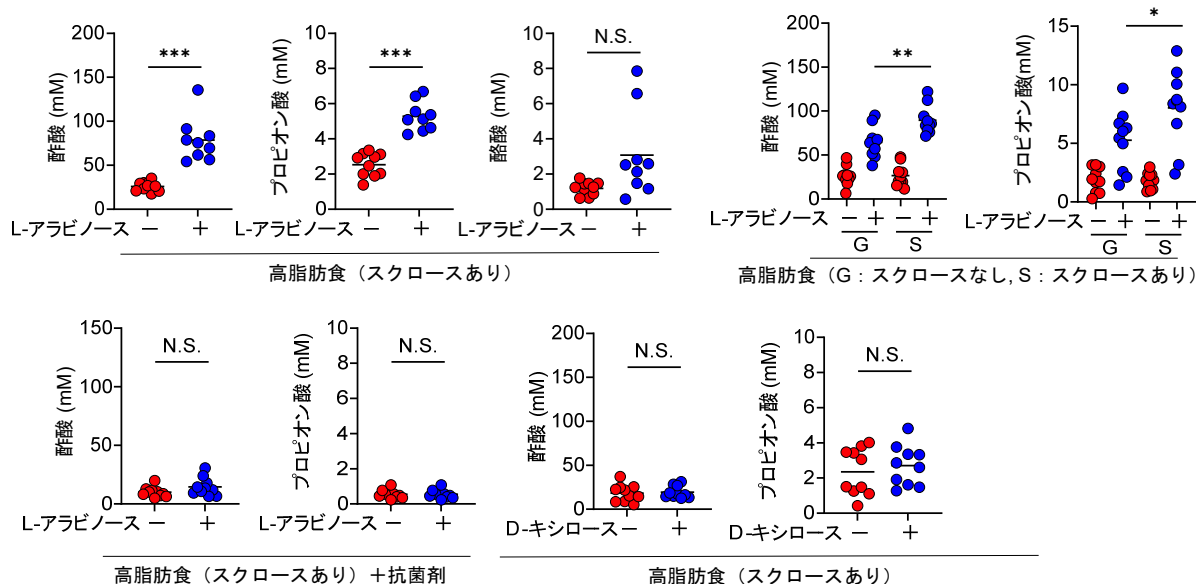 酢酸 (mM)
200
150
100
50
0
***
L-アラビノース − +
プロピオン酸 (mM)
8
6
4
2
0
***
L-アラビノース − +
酪酸 (mM)
10
8
6
4
2
0
N.S.
L-アラビノース − +
高脂肪食（スクロースあり）
酢酸 (mM)
200
150
100
50
0
**
L-アラビノース − + − +
G S
プロピオン酸(mM)
15
10
5
0
*
L-アラビノース − + − +
G S
高脂肪食（G：スクロースなし, S：スクロースあり）
酢酸 (mM)
150
100
50
0
N.S.
L-アラビノース − +
プロピオン酸 (mM)
10
8
6
4
2
0
N.S.
L-アラビノース − +
高脂肪食（スクロースあり）＋抗菌剤
酢酸 (mM)
200
150
100
50
0
N.S.
D-キシロース − +
プロピオン酸 (mM)
10
8
6
4
2
0
N.S.
D-キシロース − +
高脂肪食（スクロースあり）